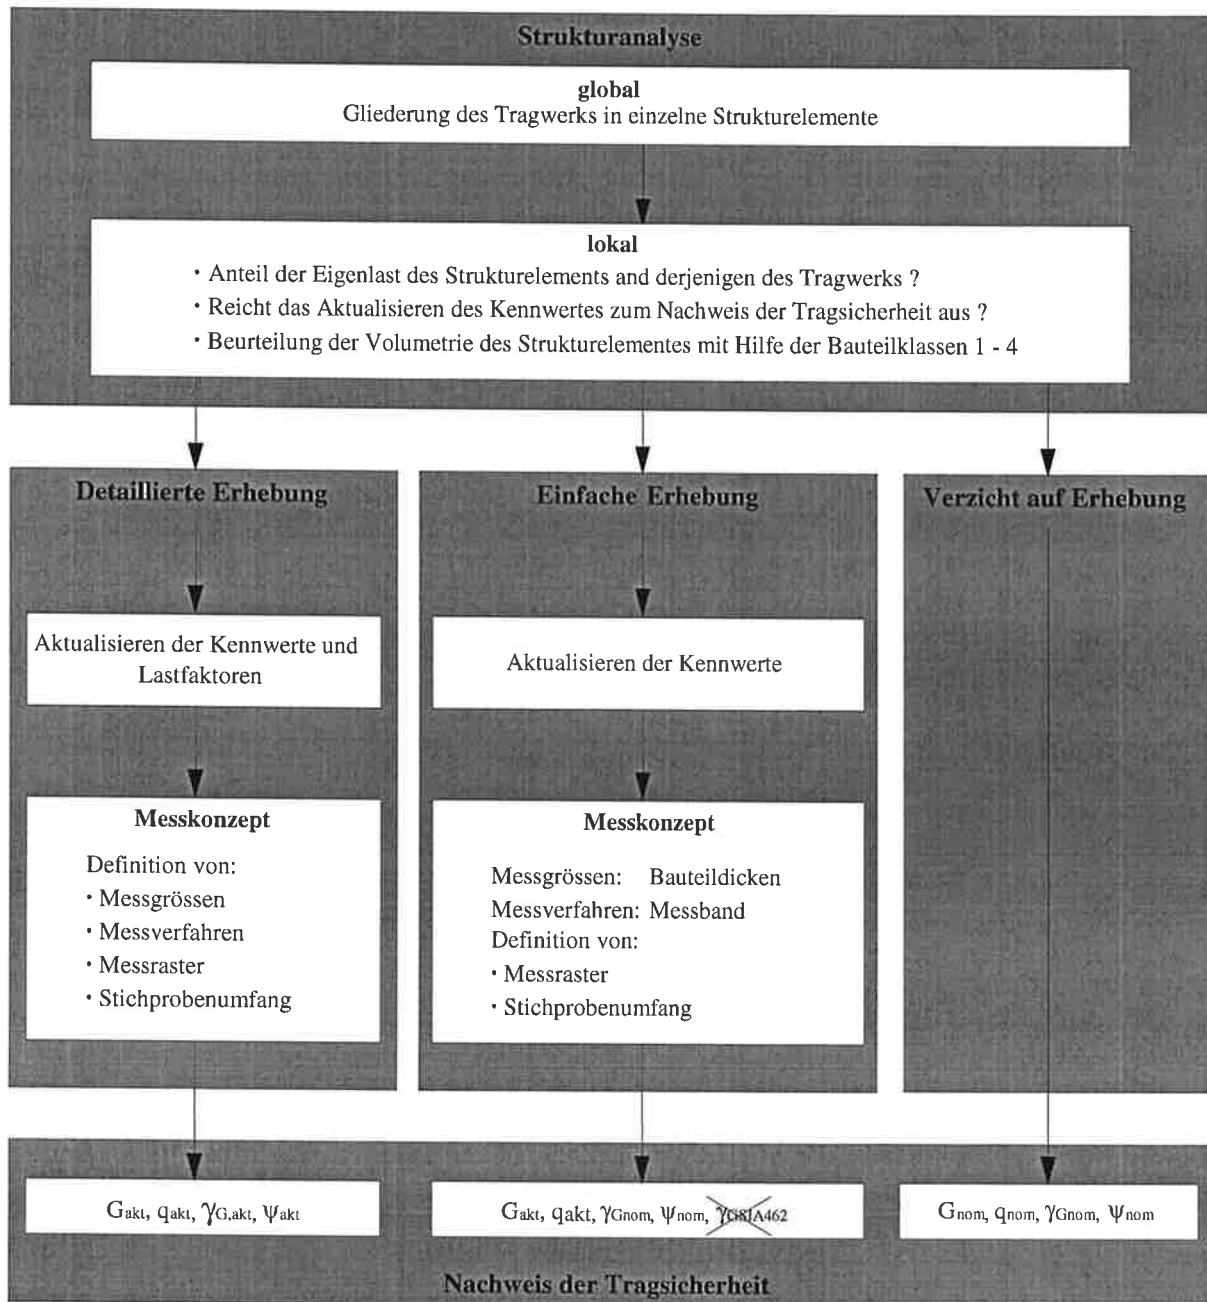 Strukturanalyse
global
Gliederung des Tragwerks in einzelne Strukturelemente
lokal
• Anteil der Eigenlast des Strukturelements and derjenigen des Tragwerks ?
• Reicht das Aktualisieren des Kennwertes zum Nachweis der Tragsicherheit aus ?
• Beurteilung der Volumetrie des Strukturelementes mit Hilfe der Bauteilklassen 1 - 4
Detaillierte Erhebung
Aktualisieren der Kennwerte und
Lastfaktoren
Messkonzept
Definition von:
• Messgrössen
• Messverfahren
• Messraster
• Stichprobenumfang
Einfache Erhebung
Aktualisieren der Kennwerte
Messkonzept
Messgrössen: Bauteildicken
Messverfahren: Messband
Definition von:
• Messraster
• Stichprobenumfang
Verzicht auf Erhebung
Gakt, qakt, γG,akt, ψakt
Gakt, qakt, γGnom, ψnom, γGSIA462
Gnom, qnom, γGnom, ψnom
Nachweis der Tragsicherheit